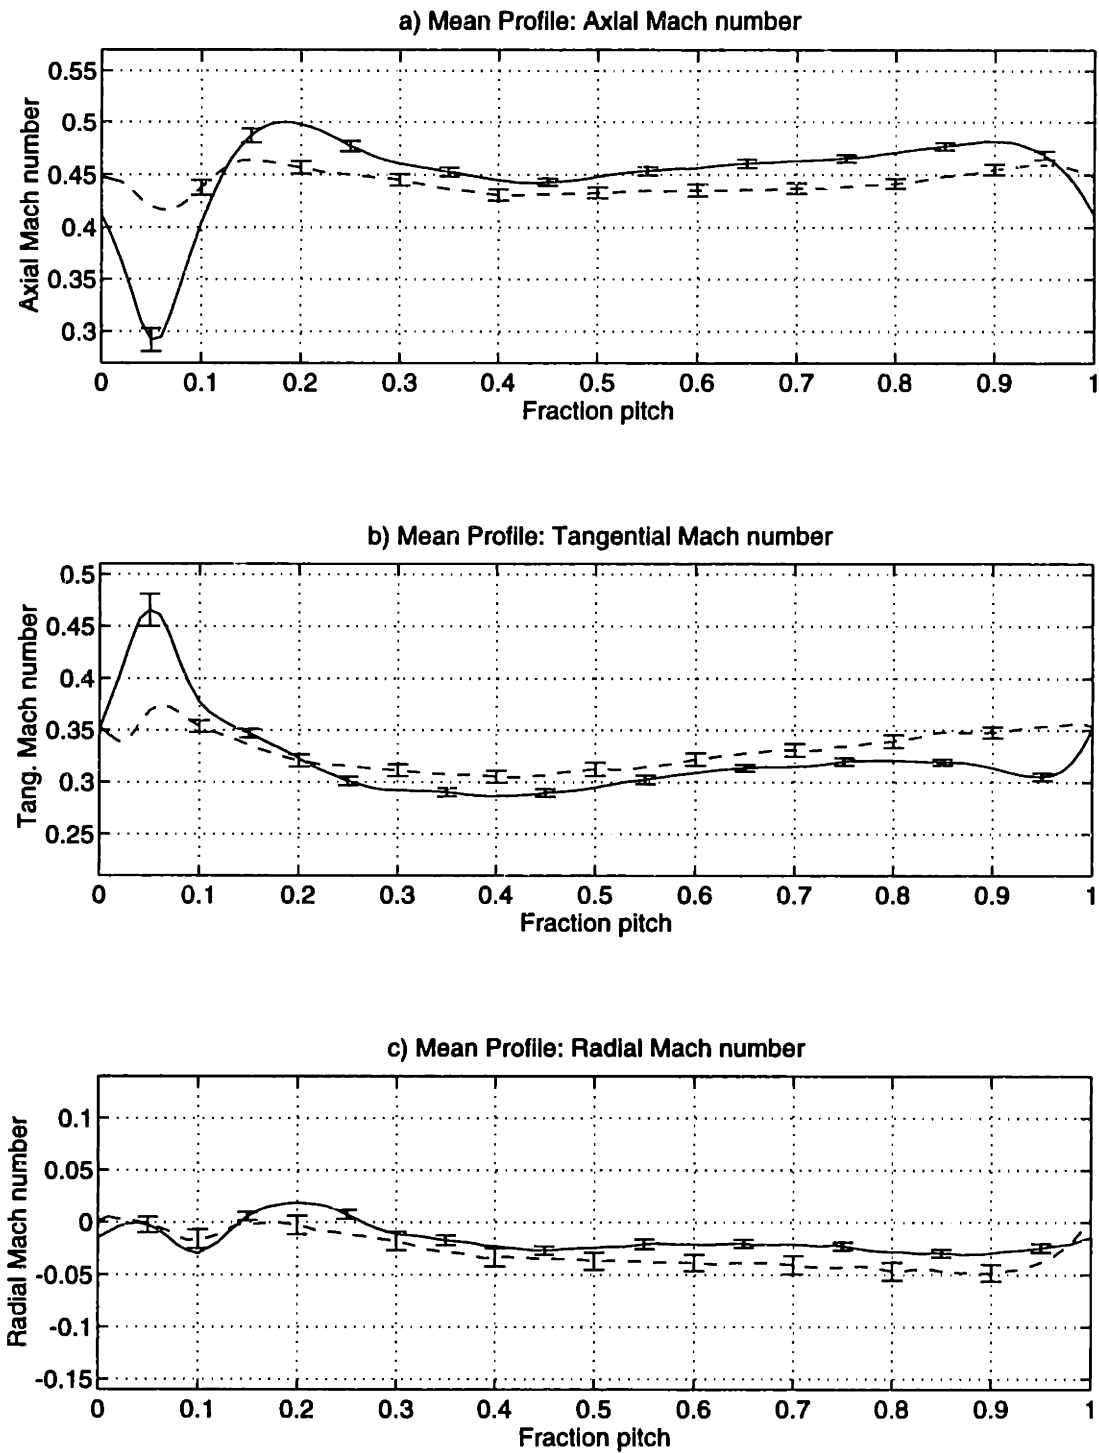 a) Mean Profile: Axial Mach number
Axial Mach number
0.55
0.5
0.45
0.4
0.35
0.3
0 0.1 0.2 0.3 0.4 0.5 0.6 0.7 0.8 0.9 1
Fraction pitch
b) Mean Profile: Tangential Mach number
Tang. Mach number
0.5
0.45
0.4
0.35
0.3
0.25
0 0.1 0.2 0.3 0.4 0.5 0.6 0.7 0.8 0.9 1
Fraction pitch
c) Mean Profile: Radial Mach number
Radial Mach number
0.1
0.05
0
-0.05
-0.1
-0.15
0 0.1 0.2 0.3 0.4 0.5 0.6 0.7 0.8 0.9 1
Fraction pitch